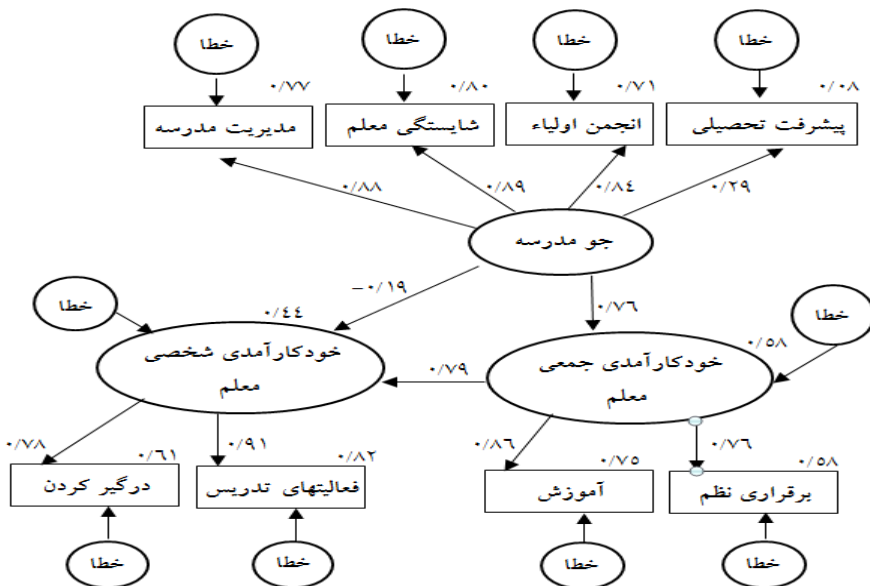 خطا
خطا
خطا
خطا
۰/۰۸
۰/۷۱
۰/۸۰
۰/۷۷
پیشرفت تحصیلی
انجمن اولیاء
شایستگی معلم
مدیریت مدرسه
۰/۲۹
۰/۸٤
۰/۸۹
۰/۸۸
جو مدرسه
−۰/۱۹
۰/۷۶
خطا
خطا
۰/٤٤
۰/۵۸
خودکارآمدی جمعی
معلم
۰/۷۹
خودکارآمدی شخصی
معلم
۰/۷۶
۰/۸۶
۰/۹۱
۰/۷۸
۰/۵۸
۰/۷۵
۰/۸۲
۰/۶۱
برقراری نظم
آموزش
فعالیتهای تدریس
درگیر کردن
خطا
خطا
خطا
خطا